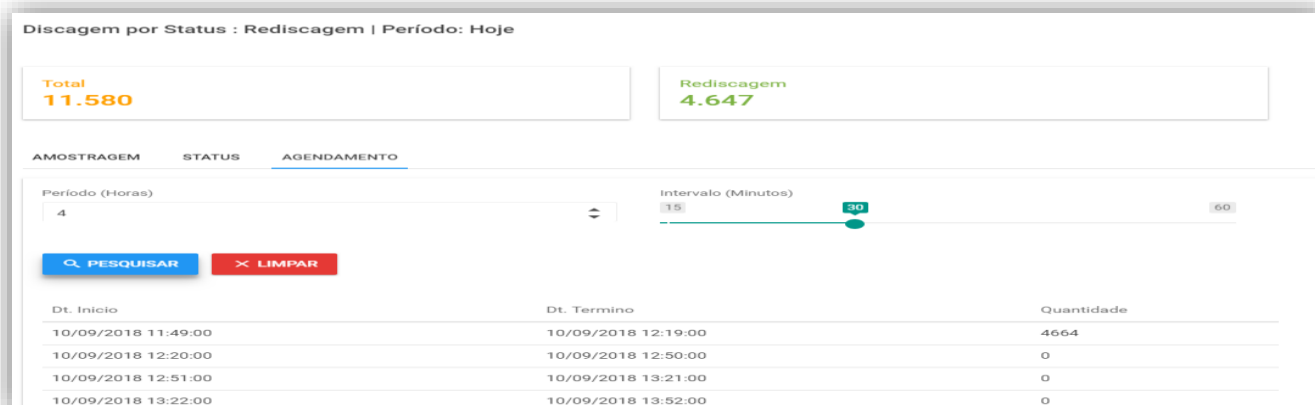 Discagem por Status : Rediscagem | Período: Hoje
Total
11.580
Rediscagem
4.647
AMOSTRAGEM STATUS AGENDAMENTO
Período (Horas)
4
Intervalo (Minutos)
15 30 60
PESQUISAR LIMPAR
Dt. Inicio Dt. Termino Quantidade
10/09/2018 11:49:00 10/09/2018 12:19:00 4664
10/09/2018 12:20:00 10/09/2018 12:50:00 0
10/09/2018 12:51:00 10/09/2018 13:21:00 0
10/09/2018 13:22:00 10/09/2018 13:52:00 0